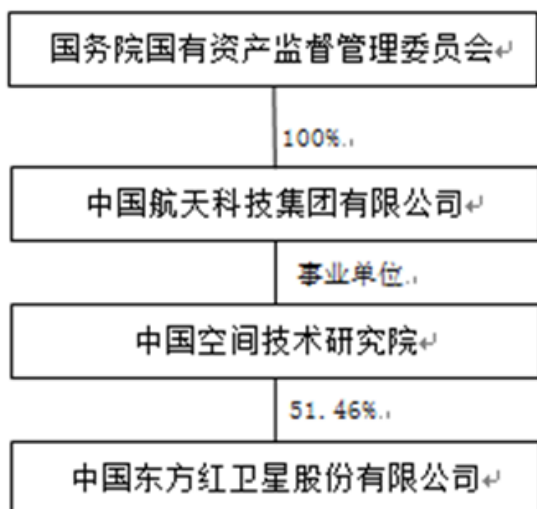 国务院国有资产监督管理委员会↵
100%.
中国航天科技集团有限公司↵
事业单位.
中国空间技术研究院↵
51.46%.
中国东方红卫星股份有限公司↵